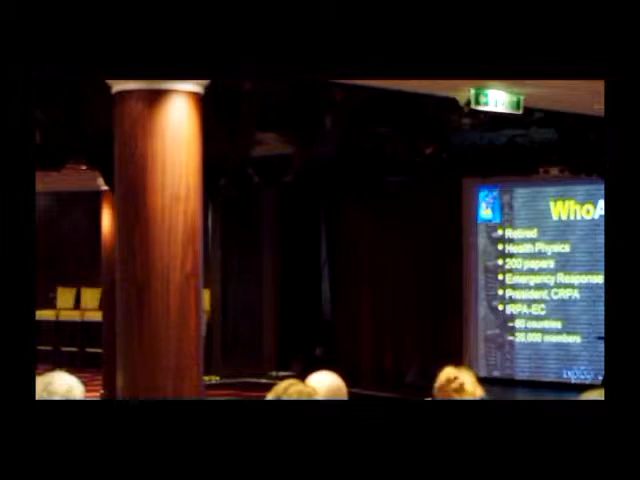 WhoA
Retired
Health Physics
200 papers
Emergency Response
President, CRPA
IRPA-EC
– 60 countries
– 20,000 members